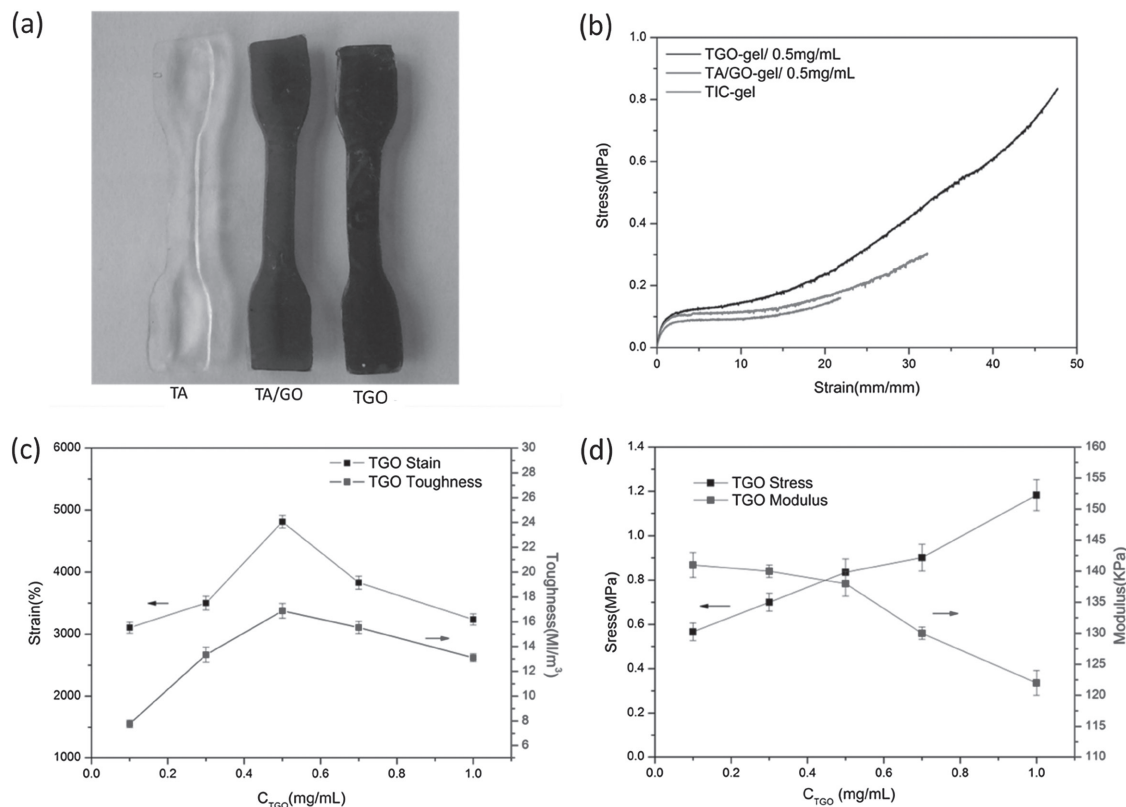 (a)
TA
TA/GO
TGO
(b)
TGO-gel/ 0.5mg/mL
TA/GO-gel/ 0.5mg/mL
TIC-gel
1.0
0.8
0.6
0.4
0.2
0.0
Stress(MPa)
0
10
20
30
40
50
Strain(mm/mm)
(c)
TGO Stain
TGO Toughness
6000
5000
4000
3000
2000
1000
Strain(%)
30
28
26
24
22
20
18
16
14
12
10
8
6
Toughness(MI/m³)
0.0
0.2
0.4
0.6
0.8
1.0
C_TGO(mg/mL)
(d)
TGO Stress
TGO Modulus
1.4
1.2
1.0
0.8
0.6
0.4
0.2
0.0
Sress(MPa)
160
155
150
145
140
135
130
125
120
115
110
Modulus(KPa)
0.0
0.2
0.4
0.6
0.8
1.0
C_TGO(mg/mL)